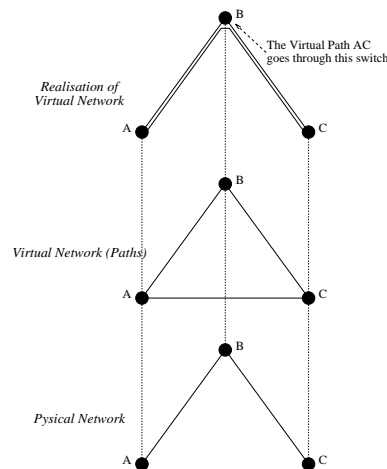 B
The Virtual Path AC
goes through this switch
Realisation of
Virtual Network
A
C
B
Virtual Network (Paths)
A
C
B
Pysical Network
A
C